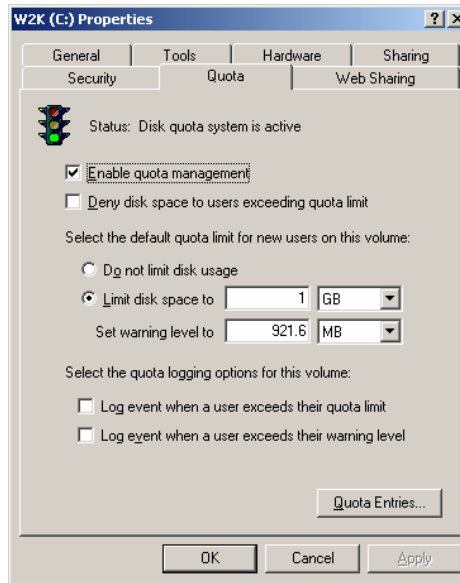 W2K (C:) Properties
General Tools Hardware Sharing
Security Quota Web Sharing
Status: Disk quota system is active
Enable quota management
Deny disk space to users exceeding quota limit
Select the default quota limit for new users on this volume:
Do not limit disk usage
Limit disk space to 1 GB
Set warning level to 921.6 MB
Select the quota logging options for this volume:
Log event when a user exceeds their quota limit
Log event when a user exceeds their warning level
Quota Entries...
OK Cancel Apply